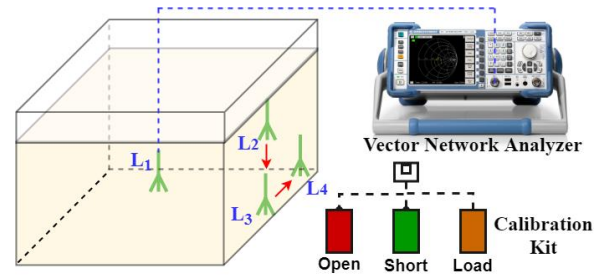 L1
L2
L3
L4
Vector Network Analyzer
Calibration
Kit
Open
Short
Load